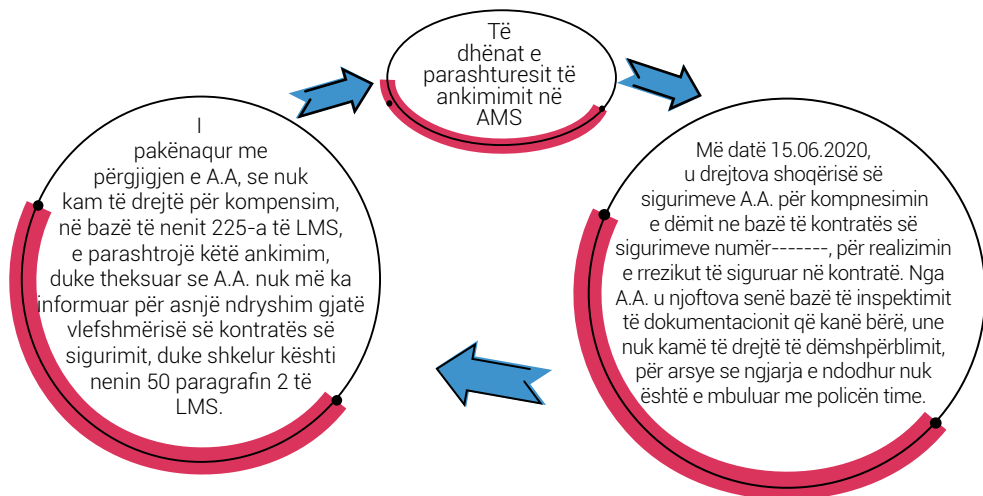 Të
dhënat e
parashturesit të
ankimimit në
AMS
Më datë 15.06.2020,
u drejtova shoqërisë së
sigurimeve A.A. për kompnesimin
e dëmit ne bazë të kontratës së
sigurimeve numër-------, për realizimin
e rrezikut të siguruar në kontratë. Nga
A.A. u njoftova senë bazë të inspektimit
të dokumentacionit që kanë bërë, une
nuk kamë të drejtë të dëmshpërblimit,
për arsye se ngjarja e ndodhur nuk
është e mbuluar me policën time.
I
pakënaqur me
përgjigjen e A.A, se nuk
kam të drejtë për kompensim,
në bazë të nenit 225-a të LMS,
e parashtrojë këtë ankimim,
duke theksuar se A.A. nuk më ka
informuar për asnjë ndryshim gjatë
vlefshmërisë së kontratës së
sigurimit, duke shkelur kështi
nenin 50 paragrafin 2 të
LMS.